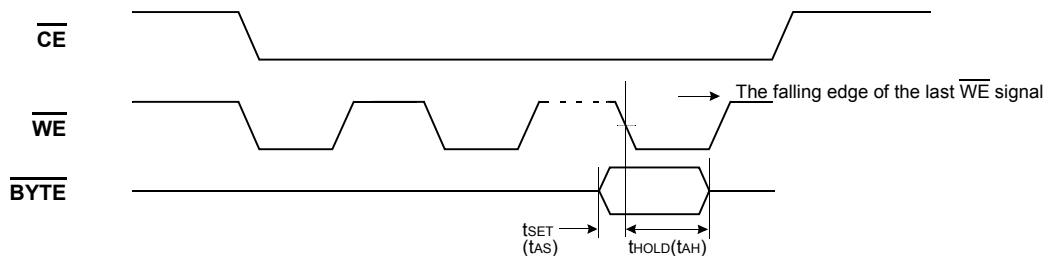 CE
The falling edge of the last WE signal
WE
BYTE
tSET
(tAS)
tHOLD(tAH)